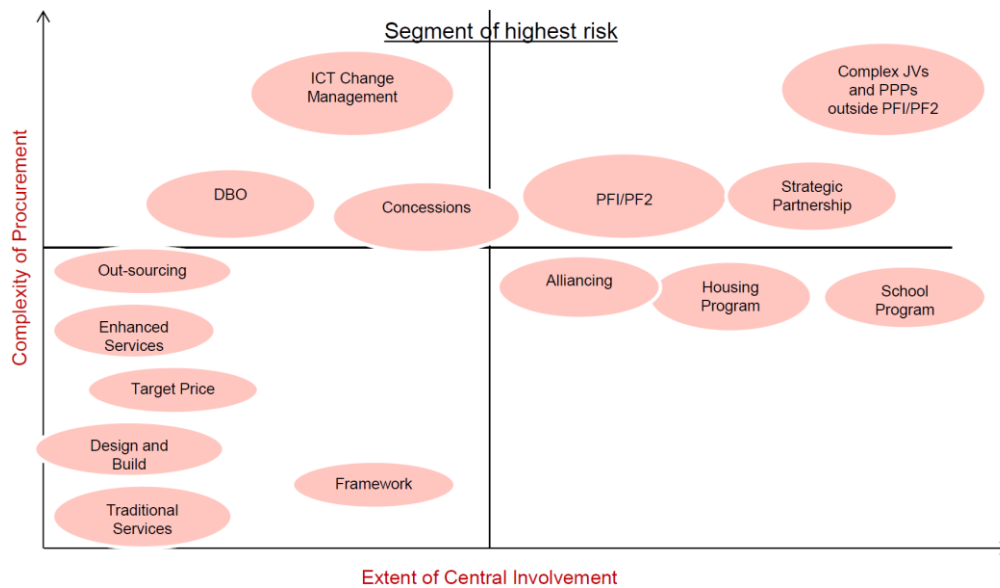 Segment of highest risk
ICT Change
Management
Complex JVs
and PPPs
outside PFI/PF2
DBO
Concessions
PFI/PF2
Strategic
Partnership
Out-sourcing
Enhanced
Services
Target Price
Design and
Build
Traditional
Services
Framework
Alliancing
Housing
Program
School
Program
Complexity of Procurement
Extent of Central Involvement